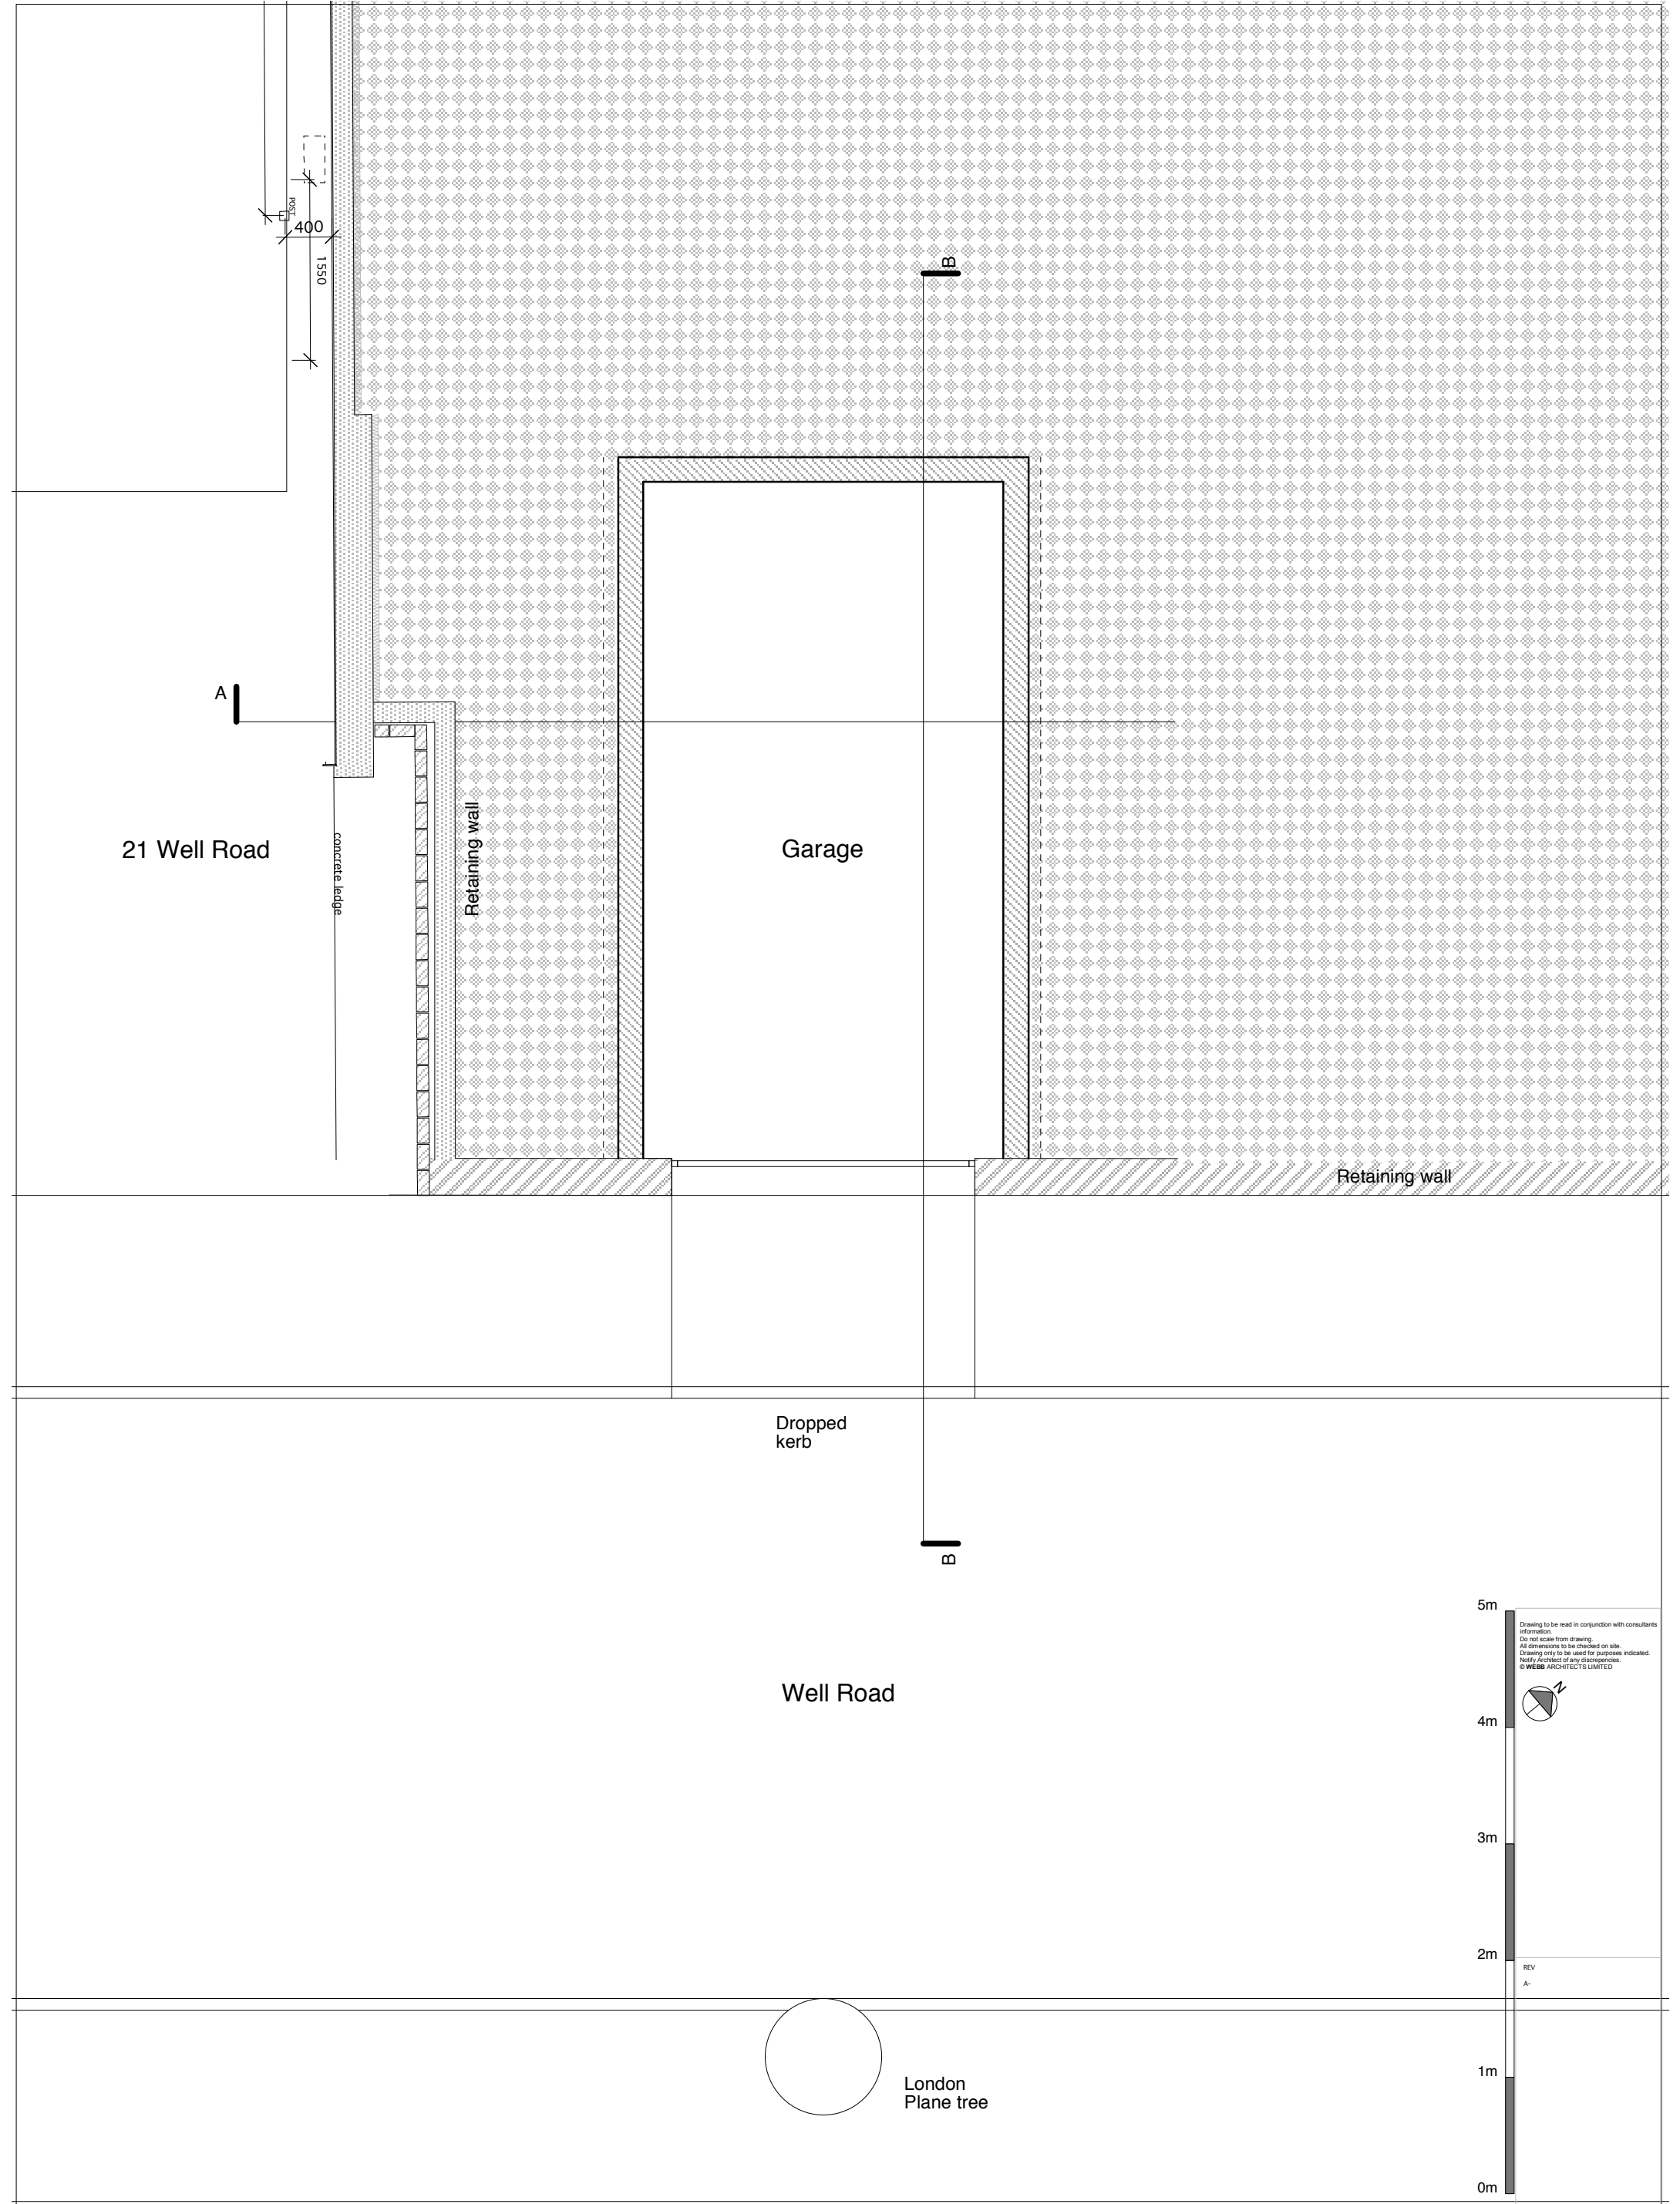 POST
400
1550
B
A
21 Well Road
concrete ledge
Retaining wall
Garage
Retaining wall
Dropped
kerb
B
Well Road
5m
4m
3m
2m
1m
0m
Drawing to be read in conjunction with consultants
information.
Do not scale from drawing.
All dimensions to be checked on site.
Drawing only to be used for purposes indicated.
Notify Architect of any discrepencies.
© WEBB ARCHITECTS LIMITED
N
REV
A-
London
Plane tree